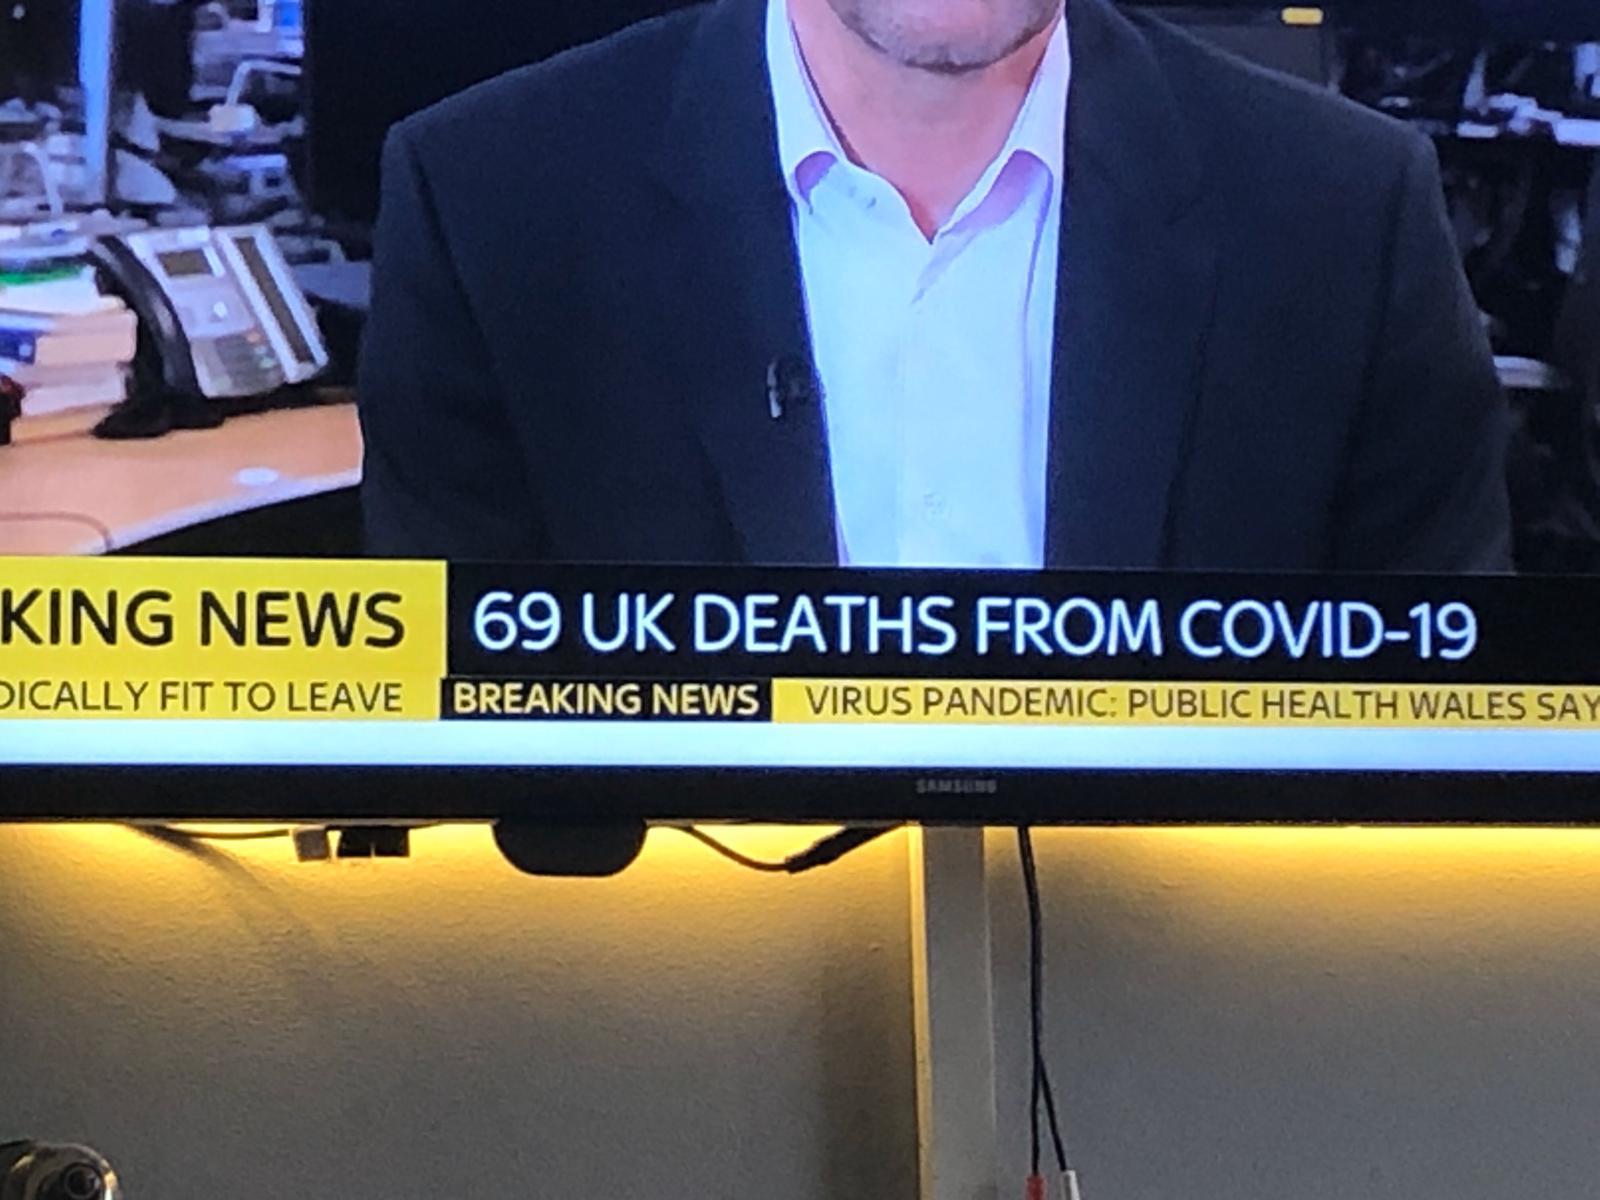 KING NEWS
69 UK DEATHS FROM COVID-19
DICALLY FIT TO LEAVE
BREAKING NEWS
VIRUS PANDEMIC: PUBLIC HEALTH WALES SAY
SAMSUNG